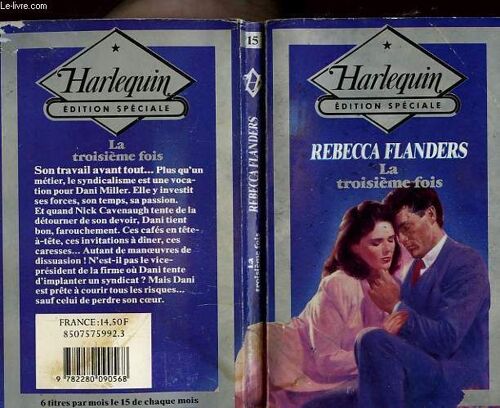 © Le-livre.com
Harlequin
ÉDITION SPÉCIALE
La
troisième fois
Son travail avant tout... Plus qu'un
métier, le syndicalisme est une voca-
tion pour Dani Miller. Elle y investit
ses forces, son temps, sa passion.
Et quand Nick Cavenaugh tente de la
détourner de son devoir, Dani tient
bon, farouchement. Ces cafés en tête-
à-tête, ces invitations à dîner, ces
caresses... Autant de manœuvres de
dissuasion ! N'est-il pas le vice-
président de la firme où Dani tente
d'implanter un syndicat ? Mais Dani
est prête à courir tous les risques...
sauf celui de perdre son cœur.
FRANCE : 14,50 F
8507575992.3
9 782280 090568
6 titres par mois le 15 de chaque mois
15
REBECCA FLANDERS
La
troisième fois
Harlequin
ÉDITION SPÉCIALE
REBECCA FLANDERS
La
troisième fois